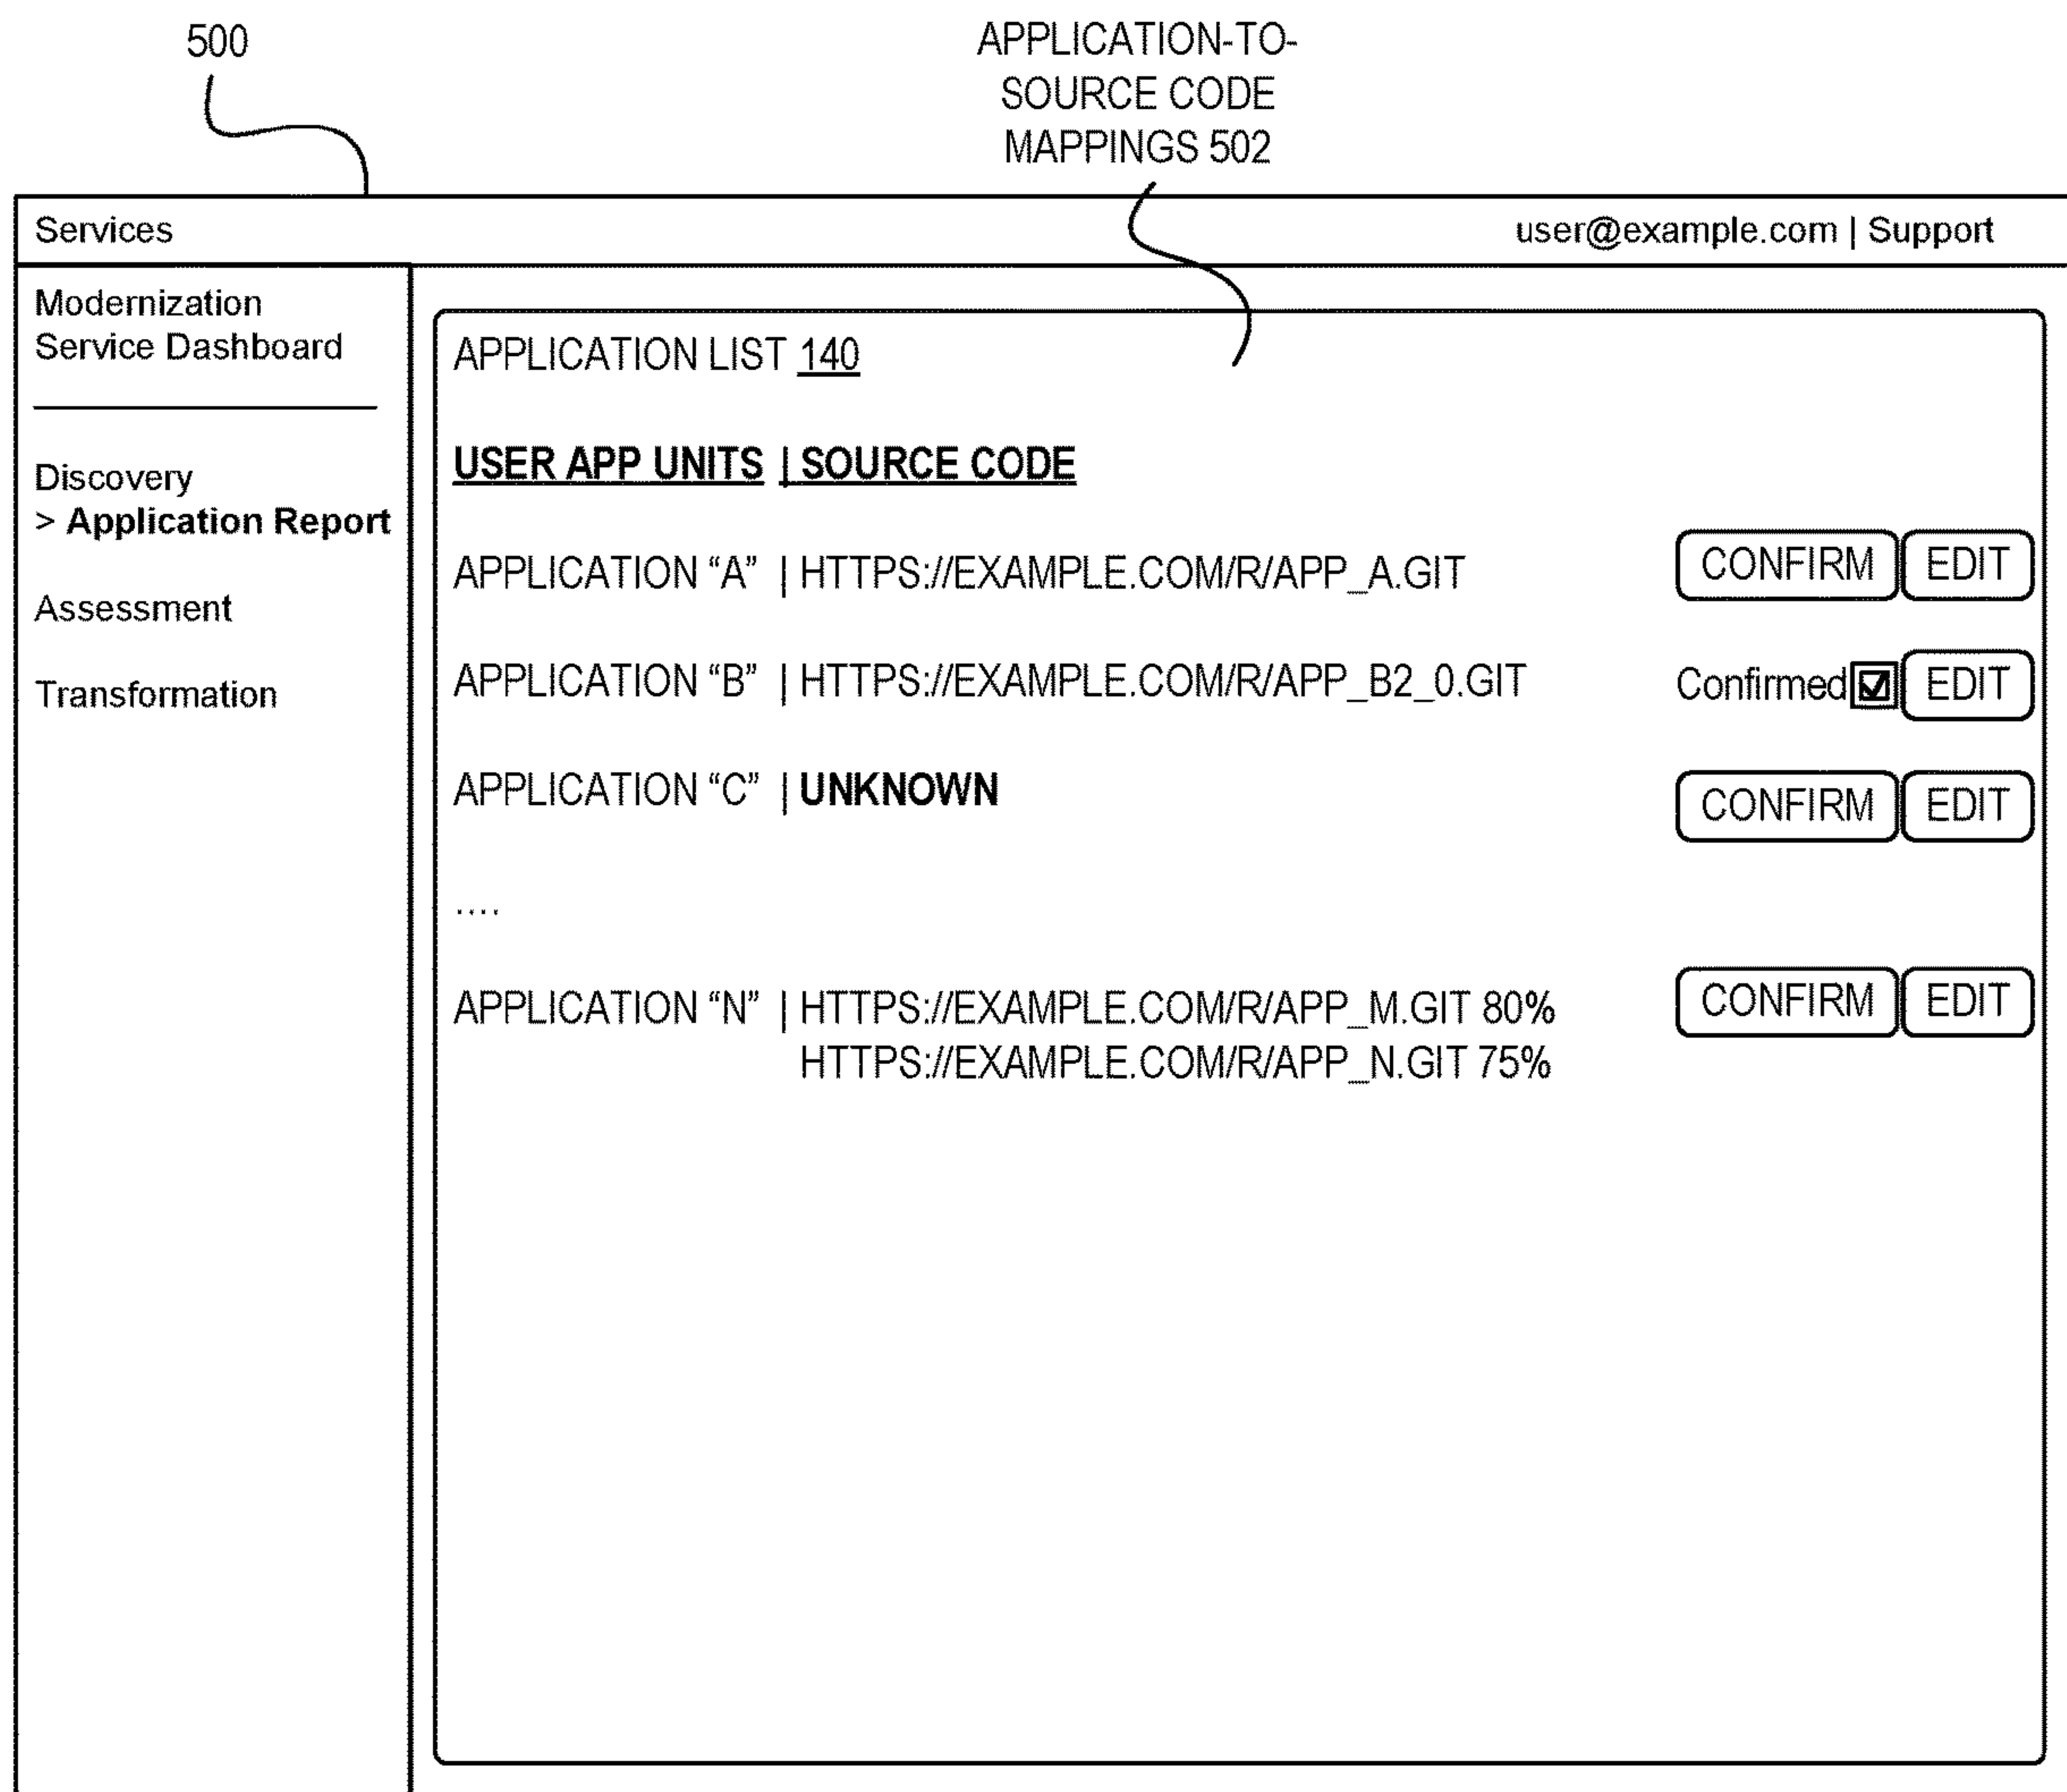 500
APPLICATION-TO-
SOURCE CODE
MAPPINGS 502
Services
user@example.com | Support
Modernization
Service Dashboard
Discovery
> Application Report
Assessment
Transformation
APPLICATION LIST 140
USER APP UNITS | SOURCE CODE
APPLICATION “A” | HTTPS://EXAMPLE.COM/R/APP_A.GIT CONFIRM EDIT
APPLICATION “B” | HTTPS://EXAMPLE.COM/R/APP_B2_0.GIT Confirmed EDIT
APPLICATION “C” | UNKNOWN CONFIRM EDIT
....
APPLICATION “N” | HTTPS://EXAMPLE.COM/R/APP_M.GIT 80% CONFIRM EDIT
HTTPS://EXAMPLE.COM/R/APP_N.GIT 75%